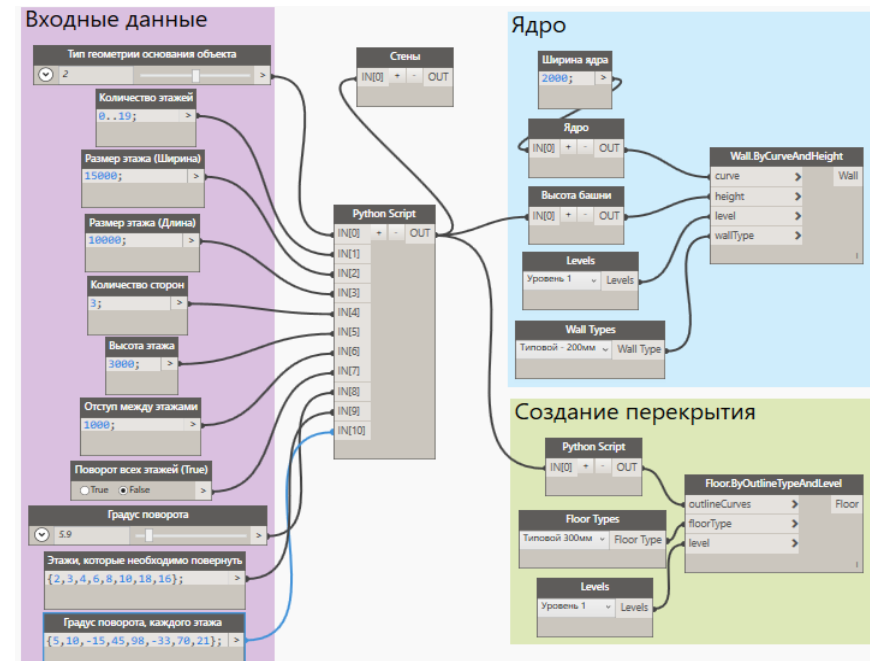 Входные данные
Тип геометрии основания объекта
2 >
Количество этажей
0..19; >
Размер этажа (Ширина)
15000; >
Размер этажа (Длина)
10000; >
Количество сторон
3; >
Высота этажа
3000; >
Отступ между этажами
1000; >
Поворот всех этажей (True)
True False >
Градус поворота
5.9 >
Этажи, которые необходимо повернуть
{2,3,4,6,8,10,18,16}; >
Градус поворота, каждого этажа
{5,10,-15,45,98,-33,70,21}; >
Стены
IN[0] + - OUT
Python Script
IN[0] + - OUT
IN[1]
IN[2]
IN[3]
IN[4]
IN[5]
IN[6]
IN[7]
IN[8]
IN[9]
IN[10]
Ядро
Ширина ядра
2000; >
Ядро
IN[0] + - OUT
Высота башни
IN[0] + - OUT
Levels
Уровень 1 Levels
Wall Types
Типовой - 200мм Wall Type
Wall.ByCurveAndHeight
curve > Wall
height >
level >
wallType >
Создание перекрытия
Python Script
IN[0] + - OUT
Floor Types
Типовой 300мм Floor Type
Levels
Уровень 1 Levels
Floor.ByOutlineTypeAndLevel
outlineCurves > Floor
floorType >
level >